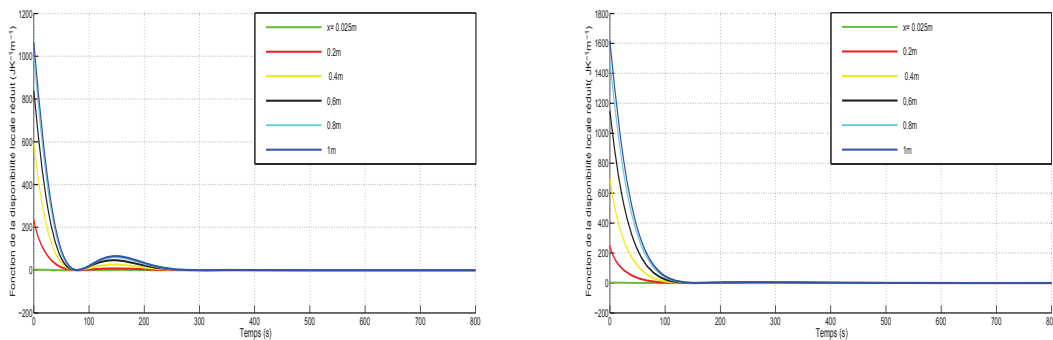 Fonction de la disponibilité locale réduit ( JK⁻¹m⁻¹)
1200
1000
800
600
400
200
0
−200
0 100 200 300 400 500 600 700 800
Temps (s)
x= 0.025m
0.2m
0.4m
0,6m
0.8m
1m
Fonction de la disponibilité locale réduit( JK⁻¹m⁻¹)
1800
1600
1400
1200
1000
800
600
400
200
0
−200
0 100 200 300 400 500 600 700 800
Temps (s)
x= 0.025m
0.2m
0.4m
0,6m
0.8m
1m